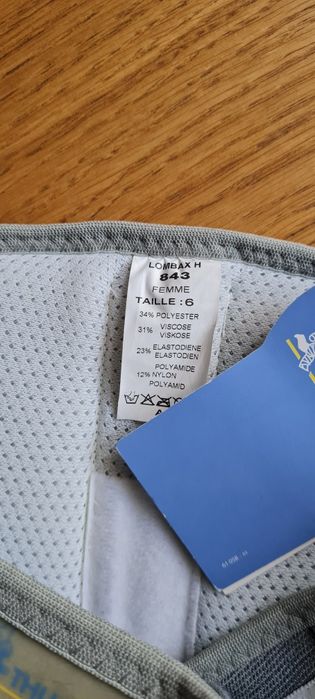 LOMBAX H
843
FEMME
TAILLE : 6
34% POLYESTER
31% VISCOSE
VISKOSE
23% ELASTODIENE
ELASTODIEN
POLYAMIDE
12% NYLON
POLYAMID